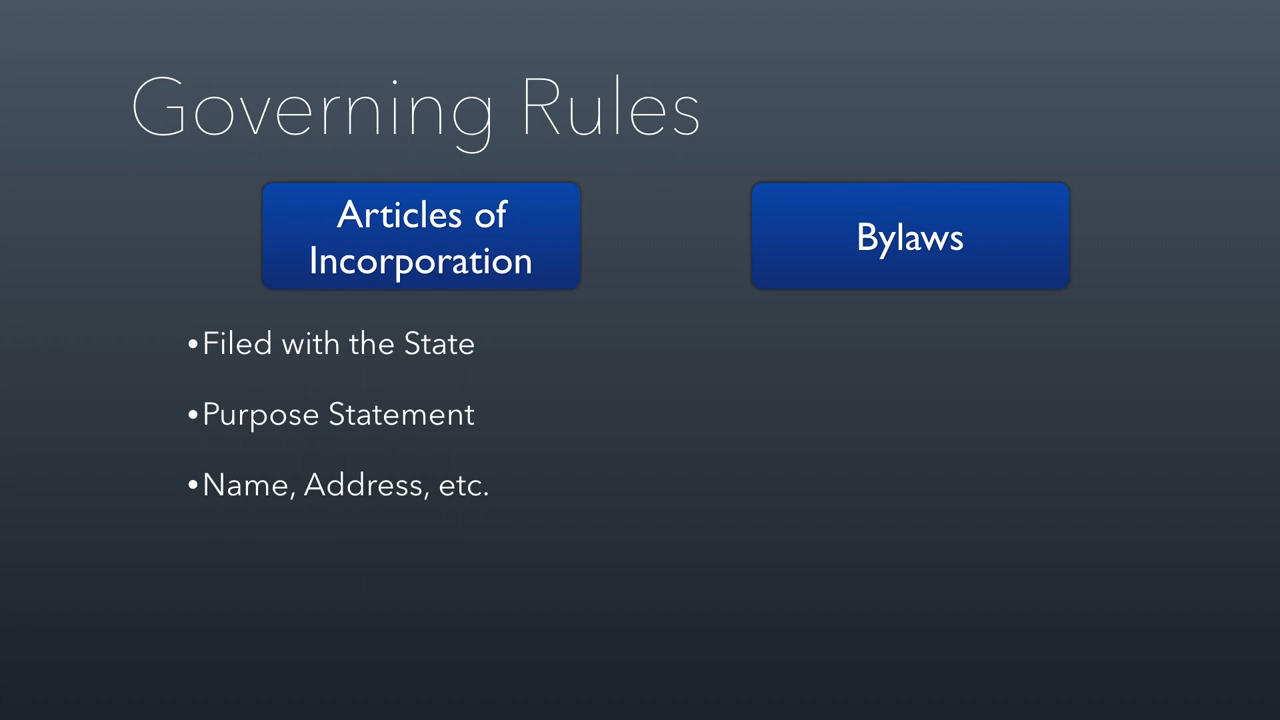 Governing Rules
Articles of
Incorporation
Bylaws
•Filed with the State
•Purpose Statement
•Name, Address, etc.